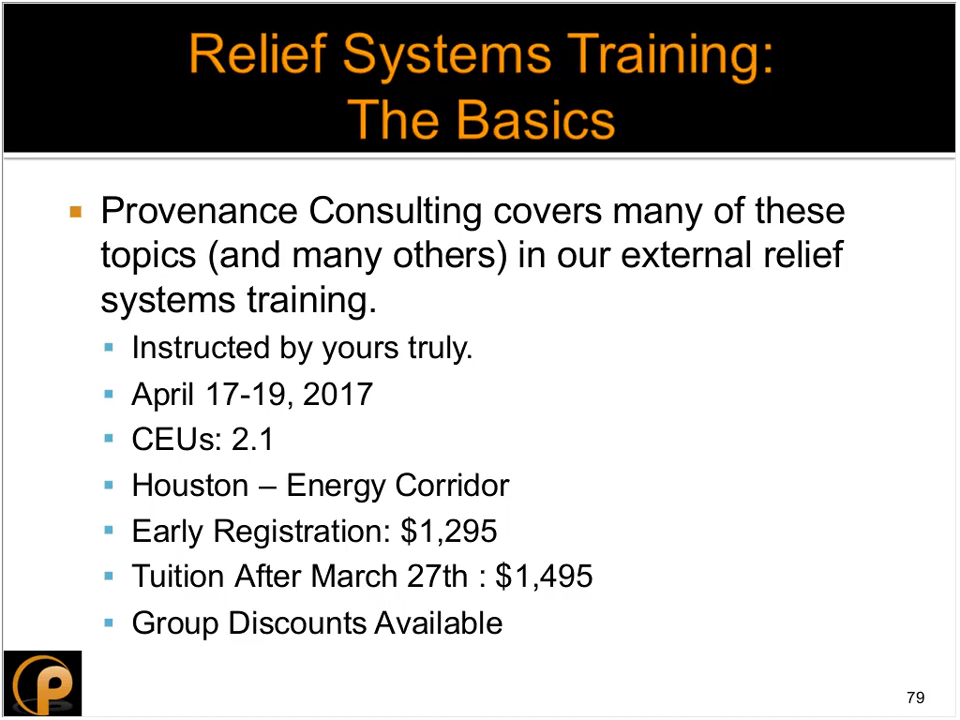 Relief Systems Training:
The Basics
Provenance Consulting covers many of these
topics (and many others) in our external relief
systems training.
Instructed by yours truly.
April 17-19, 2017
CEUs: 2.1
Houston – Energy Corridor
Early Registration: $1,295
Tuition After March 27th : $1,495
Group Discounts Available
p
79